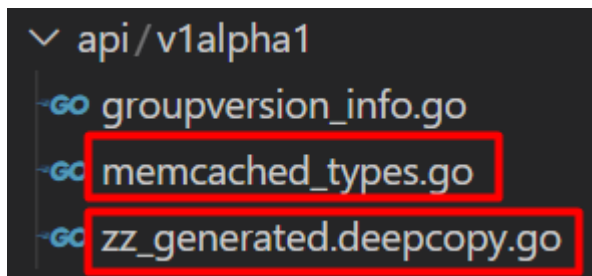 api/v1alpha1
GO groupversion_info.go
GO memcached_types.go
GO zz_generated.deepcopy.go